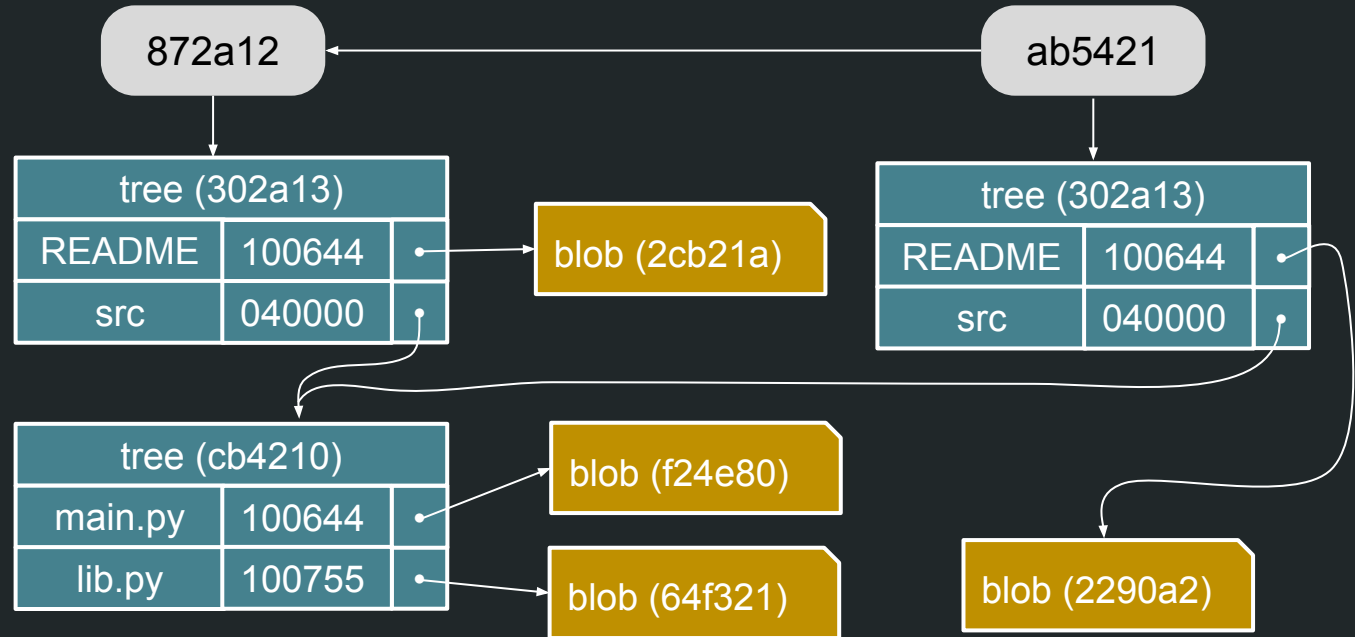 872a12
ab5421
tree (302a13)
README 100644
src 040000
blob (2cb21a)
tree (302a13)
README 100644
src 040000
tree (cb4210)
main.py 100644
lib.py 100755
blob (f24e80)
blob (64f321)
blob (2290a2)